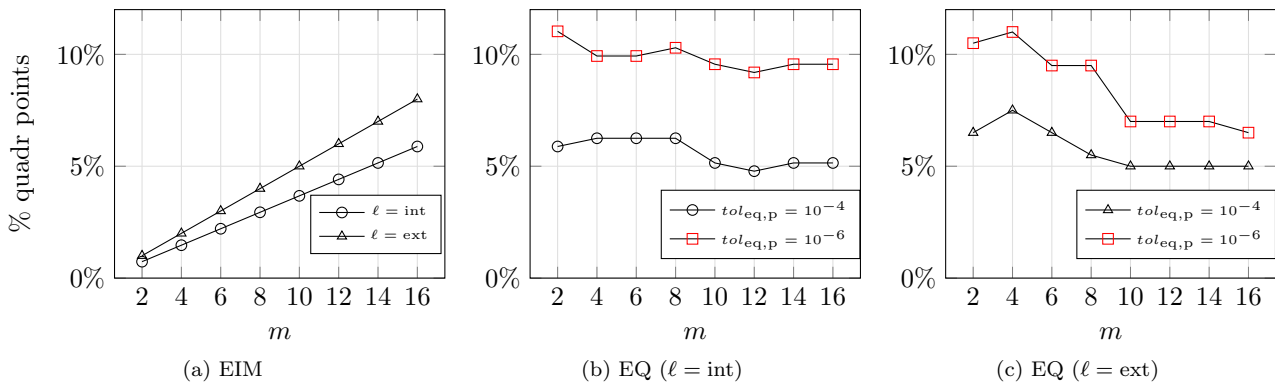 % quadr points
10%
5%
0%
2 4 6 8 10 12 14 16
m
ℓ = int
ℓ = ext
(a) EIM
10%
5%
0%
2 4 6 8 10 12 14 16
m
tol_eq,p = 10^−4
tol_eq,p = 10^−6
(b) EQ (ℓ = int)
10%
5%
0%
2 4 6 8 10 12 14 16
m
tol_eq,p = 10^−4
tol_eq,p = 10^−6
(c) EQ (ℓ = ext)